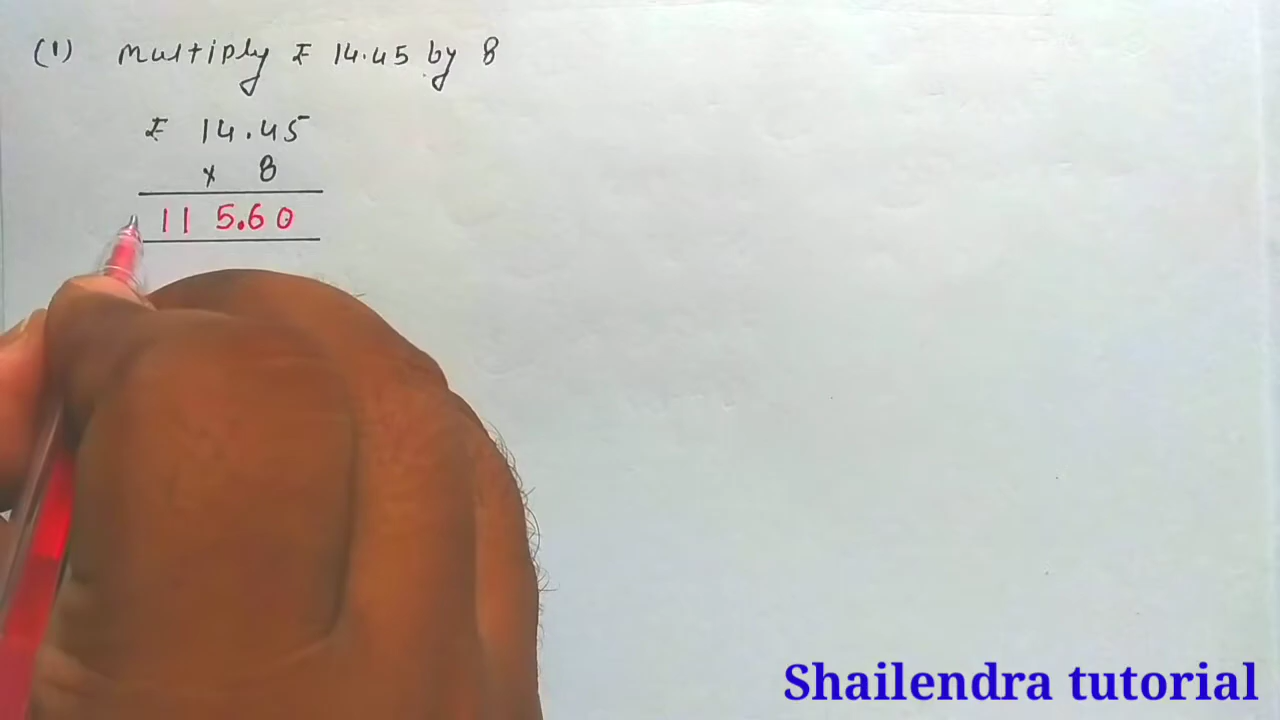 (1) Multiply ₹ 14.45 by 8
₹ 14.45
× 8
115.60
Shailendra tutorial